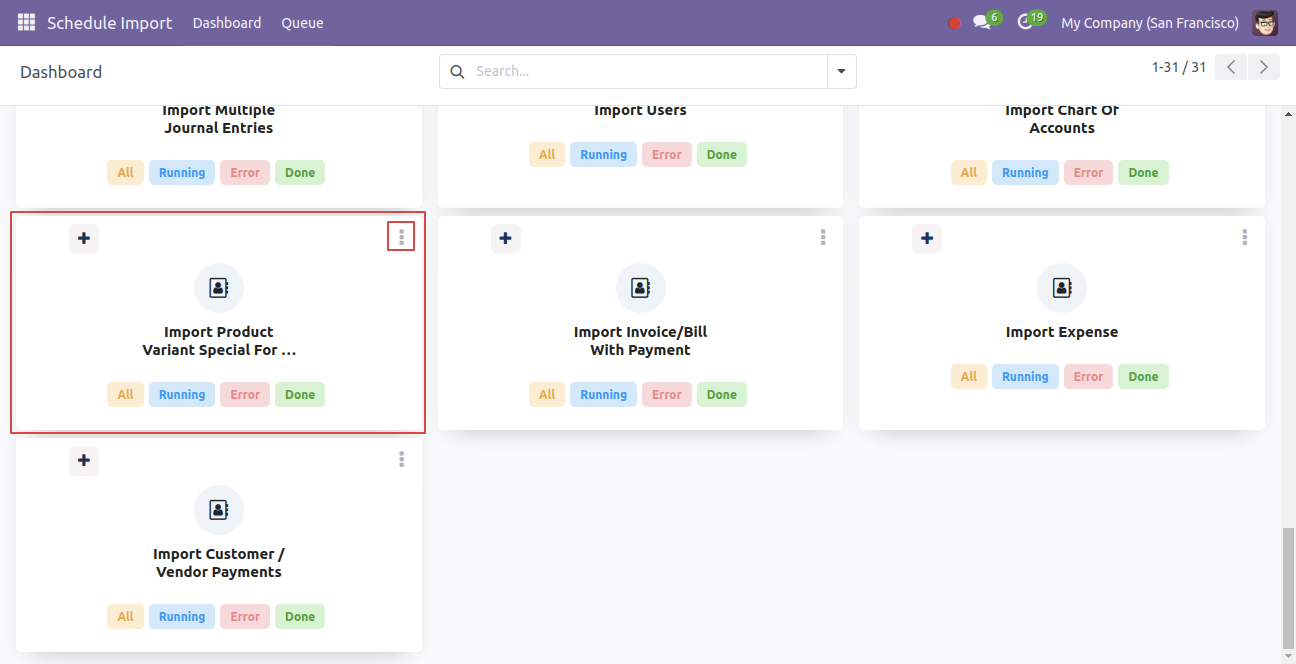 Schedule Import Dashboard Queue 6 19 My Company (San Francisco)
Dashboard Search... 1-31 / 31
Import Multiple
Journal Entries
All Running Error Done
Import Users
All Running Error Done
Import Chart Of
Accounts
All Running Error Done
Import Product
Variant Special For ...
All Running Error Done
Import Invoice/Bill
With Payment
All Running Error Done
Import Expense
All Running Error Done
Import Customer /
Vendor Payments
All Running Error Done